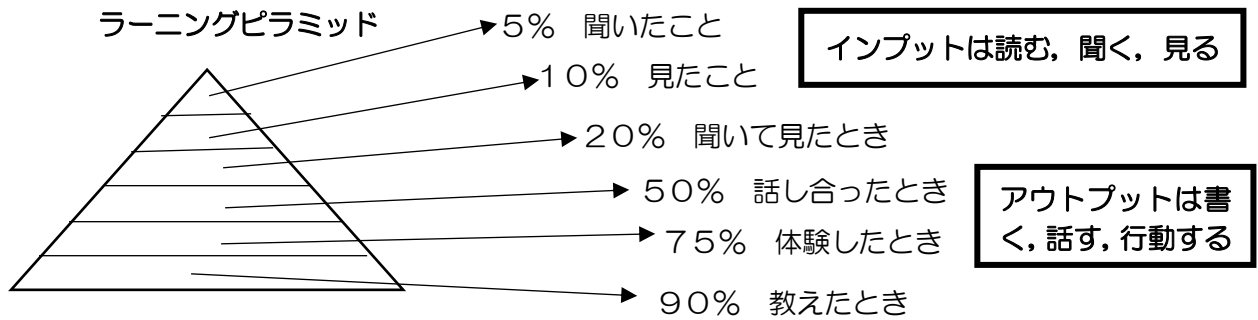 ラーニングピラミッド
5％　聞いたこと
インプットは読む，聞く，見る
１０％　見たこと
２０％　聞いて見たとき
５０％　話し合ったとき
アウトプットは書
く，話す，行動する
７５％　体験したとき
９０％　教えたとき